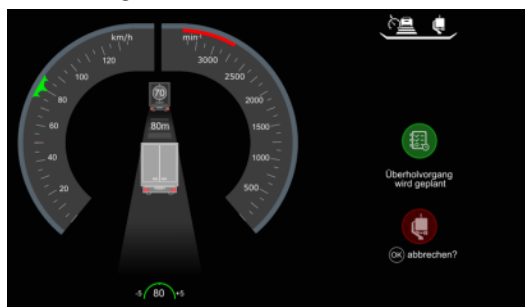 km/h
120
100
80
60
40
20
min⁻¹
3000
2500
2000
1500
1000
500
70
80m
-5 80 +5
Überholvorgang
wird geplant
OK abbrechen?